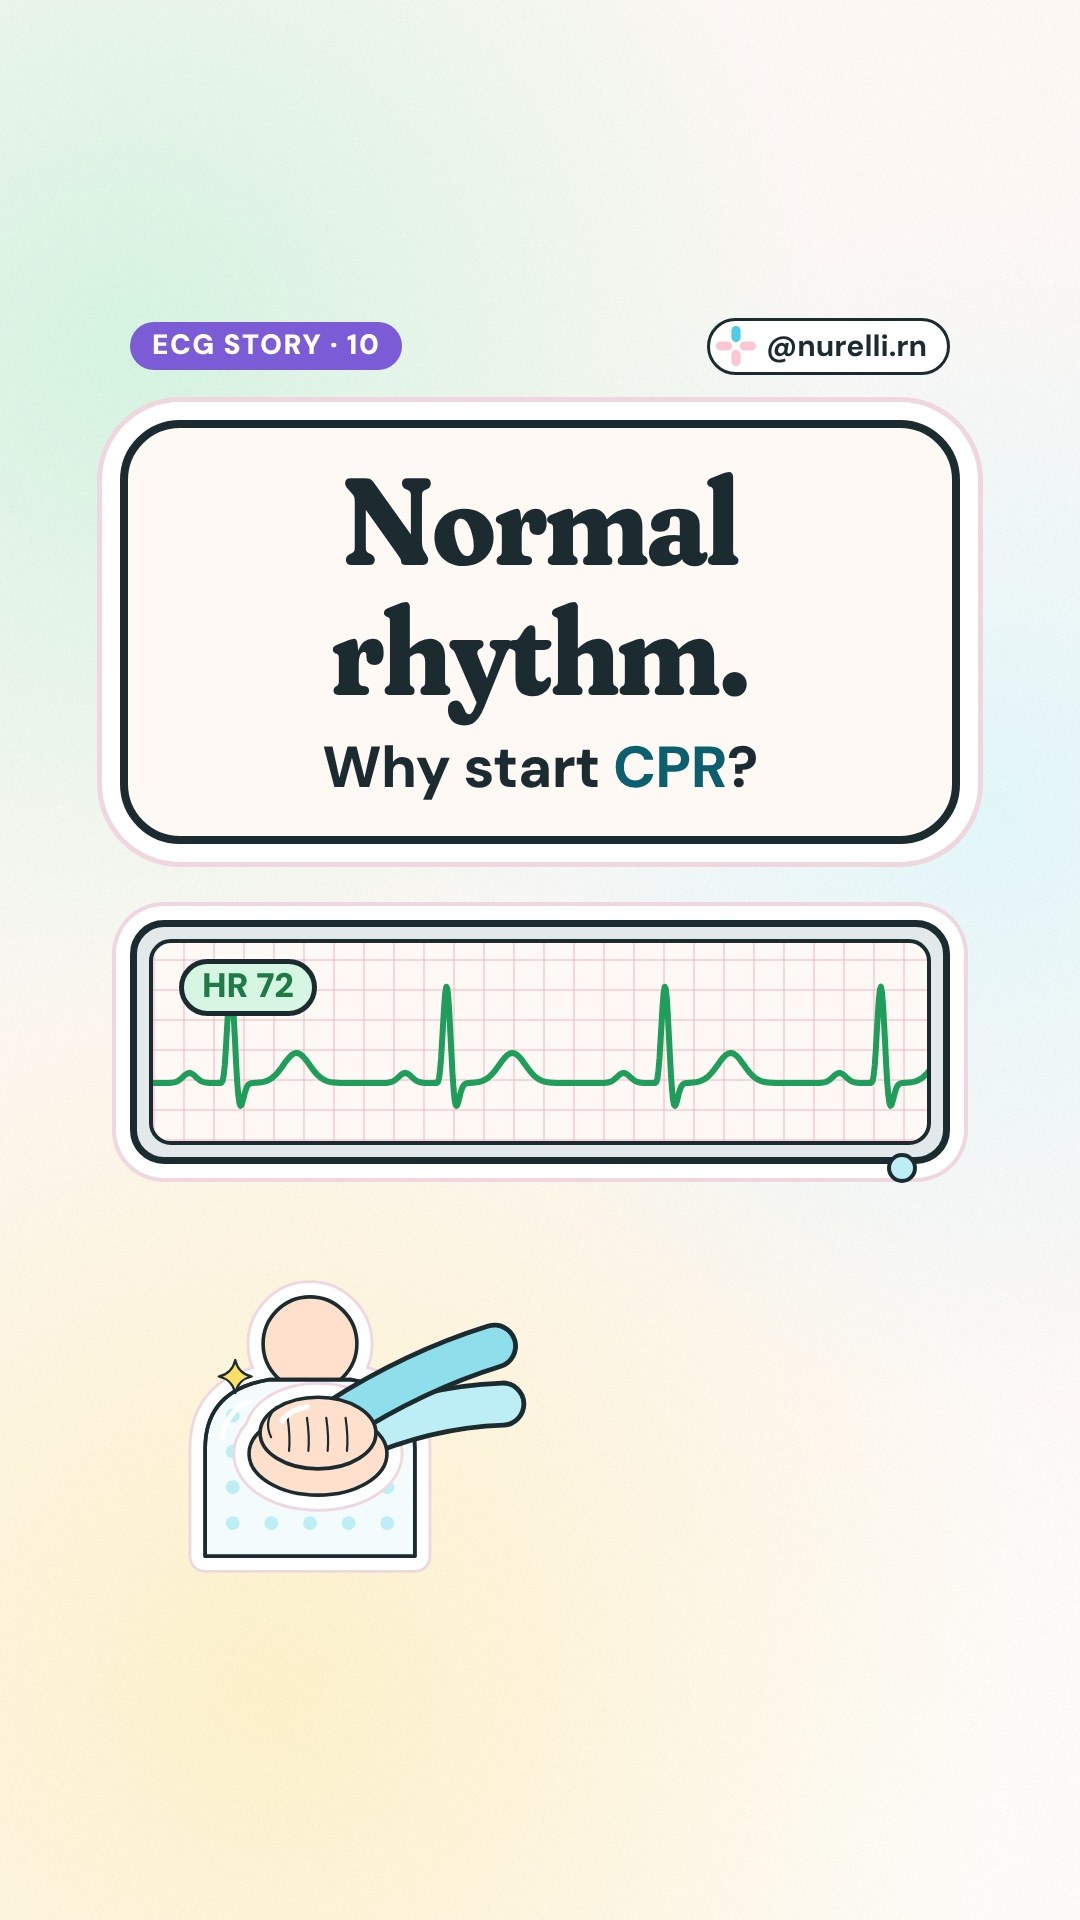 ECG STORY · 10
@nurelli.rn
Normal
rhythm.
Why start CPR?
HR 72